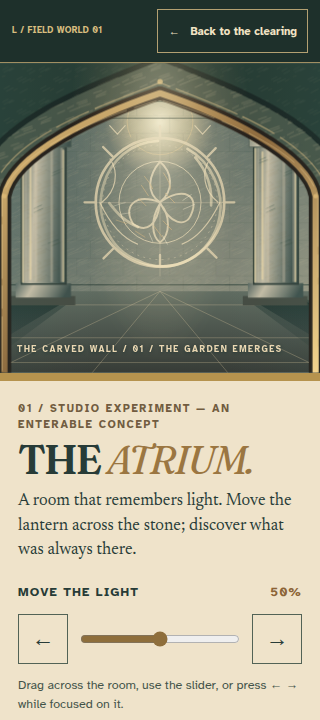 L / FIELD WORLD 01
← Back to the clearing
THE CARVED WALL / 01 / THE GARDEN EMERGES
01 / STUDIO EXPERIMENT — AN
ENTERABLE CONCEPT
THE ATRIUM.
A room that remembers light. Move the
lantern across the stone; discover what
was always there.
MOVE THE LIGHT 50%
← →
Drag across the room, use the slider, or press ← →
while focused on it.